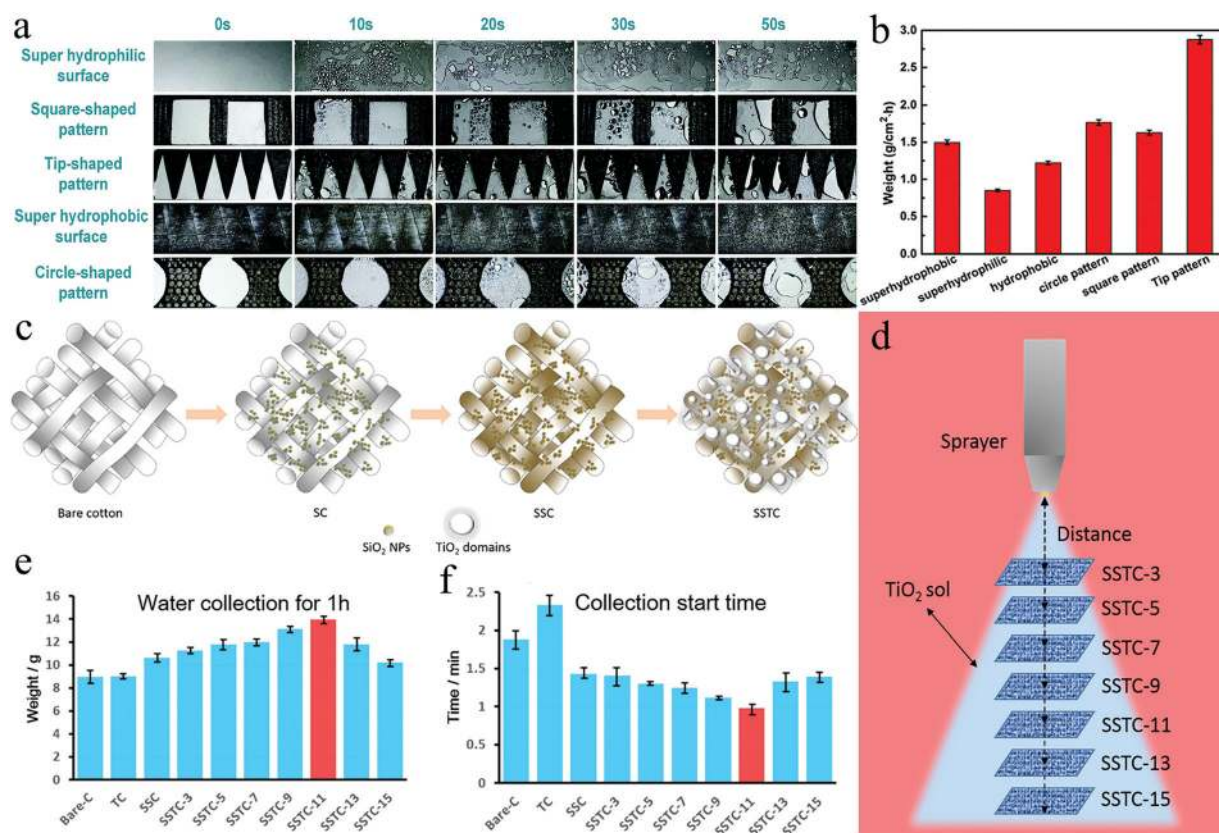 a
0s 10s 20s 30s 50s
Super hydrophilic
surface
Square-shaped
pattern
Tip-shaped
pattern
Super hydrophobic
surface
Circle-shaped
pattern
b
Weight (g/cm²·h)
3.0
2.5
2.0
1.5
1.0
0.5
0.0
superhydrophobic
superhydrophilic
hydrophobic
circle pattern
square pattern
Tip pattern
c
Bare cotton
SC
SSC
SSTC
SiO₂ NPs
TiO₂ domains
d
Sprayer
Distance
TiO₂ sol
SSTC-3
SSTC-5
SSTC-7
SSTC-9
SSTC-11
SSTC-13
SSTC-15
e
Water collection for 1h
Weight / g
16
14
12
10
8
6
4
2
0
Bare-C
TC
SSC
SSTC-3
SSTC-5
SSTC-7
SSTC-9
SSTC-11
SSTC-13
SSTC-15
f
Collection start time
Time / min
2.5
2
1.5
1
0.5
0
Bare-C
TC
SSC
SSTC-3
SSTC-5
SSTC-7
SSTC-9
SSTC-11
SSTC-13
SSTC-15